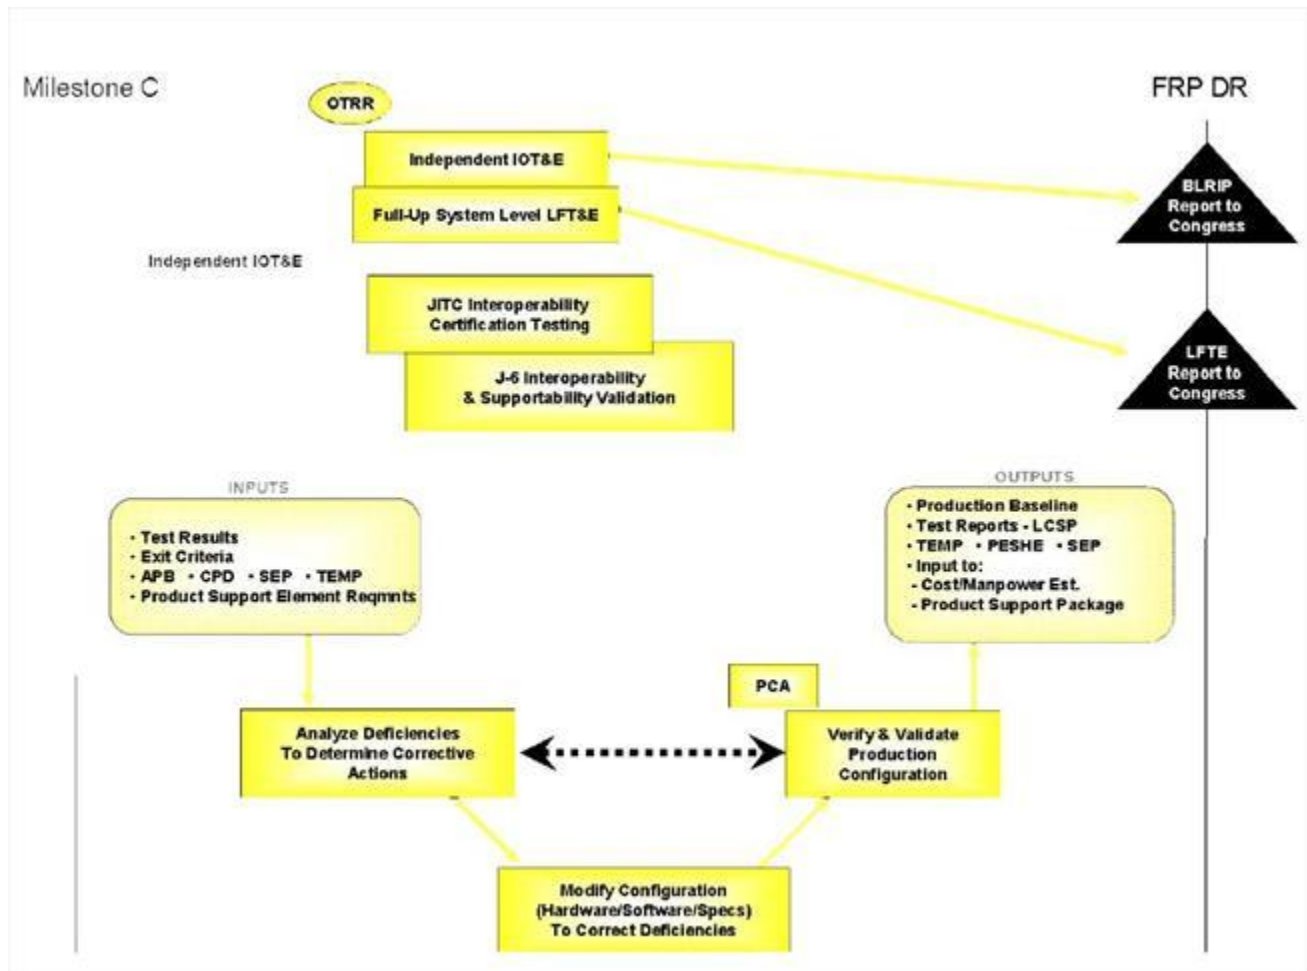 Milestone C
FRP DR
OTRR
Independent IOT&E
Full-Up System Level LFT&E
BLRIP
Report to
Congress
Independent IOT&E
JITC Interoperability
Certification Testing
J-6 Interoperability
& Supportability Validation
LFTE
Report to
Congress
INPUTS
• Test Results
• Exit Criteria
• APB • CPD • SEP • TEMP
• Product Support Element Reqmnts
OUTPUTS
• Production Baseline
• Test Reports - LCSP
• TEMP • PESHE • SEP
• Input to:
- Cost/Manpower Est.
- Product Support Package
PCA
Analyze Deficiencies
To Determine Corrective
Actions
Verify & Validate
Production
Configuration
Modify Configuration
(Hardware/Software/Specs)
To Correct Deficiencies